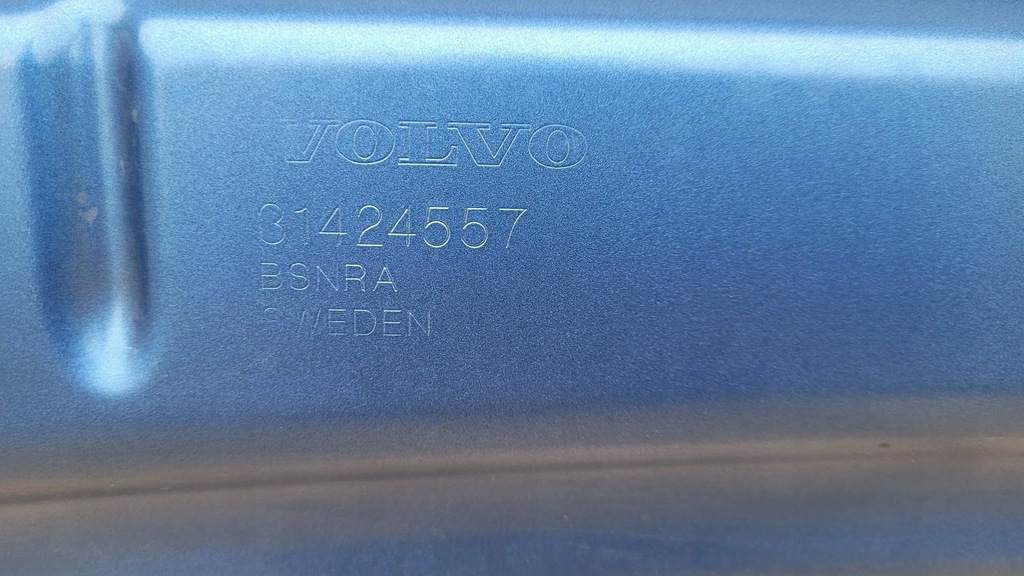 VOLVO
31424557
BSNRA
SWEDEN